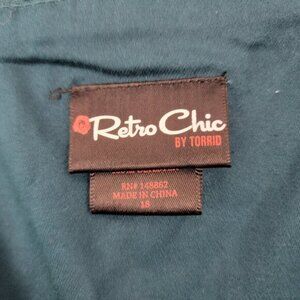 Retro Chic
BY TORRID
RN# 148862
MADE IN CHINA
18